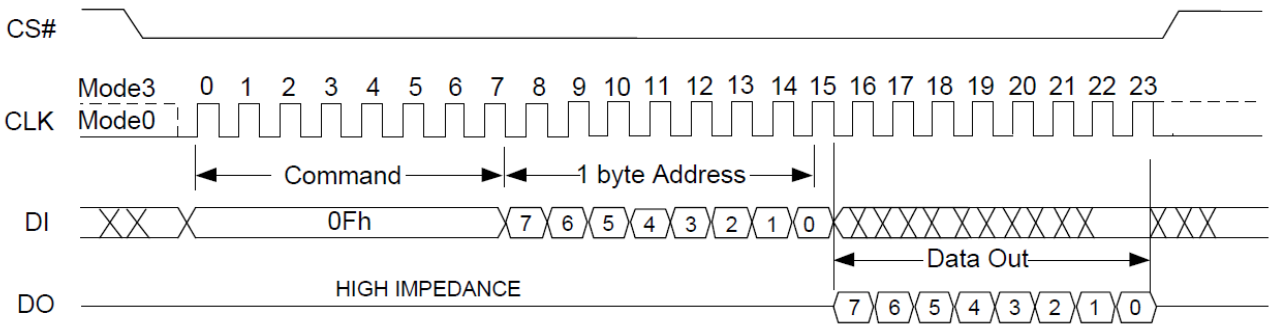 CS#
Mode3 0 1 2 3 4 5 6 7 8 9 10 11 12 13 14 15 16 17 18 19 20 21 22 23
CLK Mode0
Command 1 byte Address
DI 0Fh 7 6 5 4 3 2 1 0
Data Out
HIGH IMPEDANCE
DO 7 6 5 4 3 2 1 0